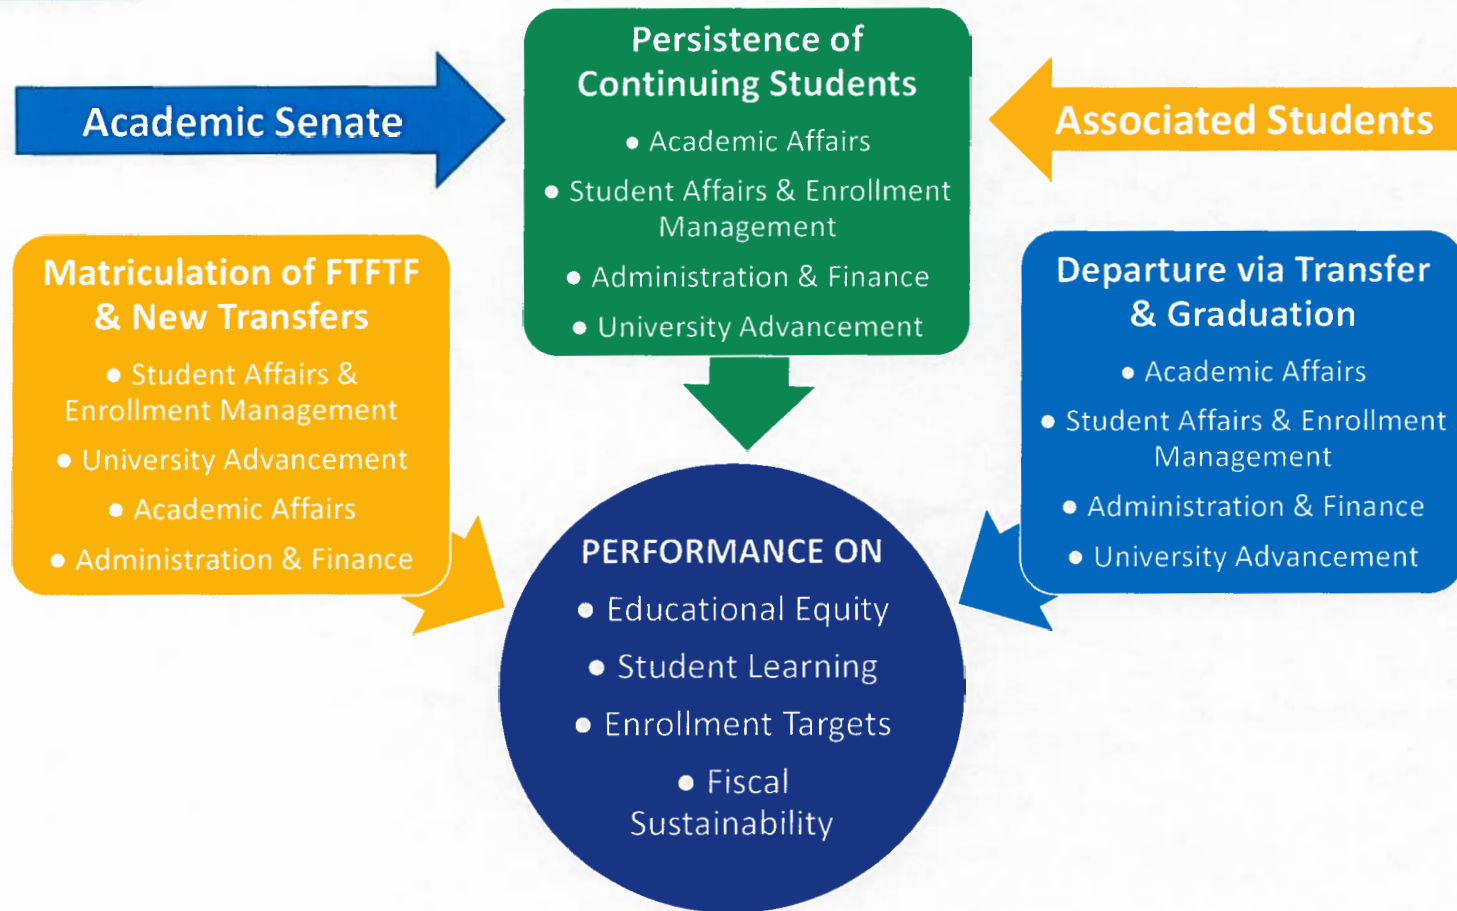 Academic Senate
Persistence of
Continuing Students
● Academic Affairs
● Student Affairs & Enrollment
Management
● Administration & Finance
● University Advancement
Associated Students
Matriculation of FTFTF
& New Transfers
● Student Affairs &
Enrollment Management
● University Advancement
● Academic Affairs
● Administration & Finance
Departure via Transfer
& Graduation
● Academic Affairs
● Student Affairs & Enrollment
Management
● Administration & Finance
● University Advancement
PERFORMANCE ON
● Educational Equity
● Student Learning
● Enrollment Targets
● Fiscal
Sustainability